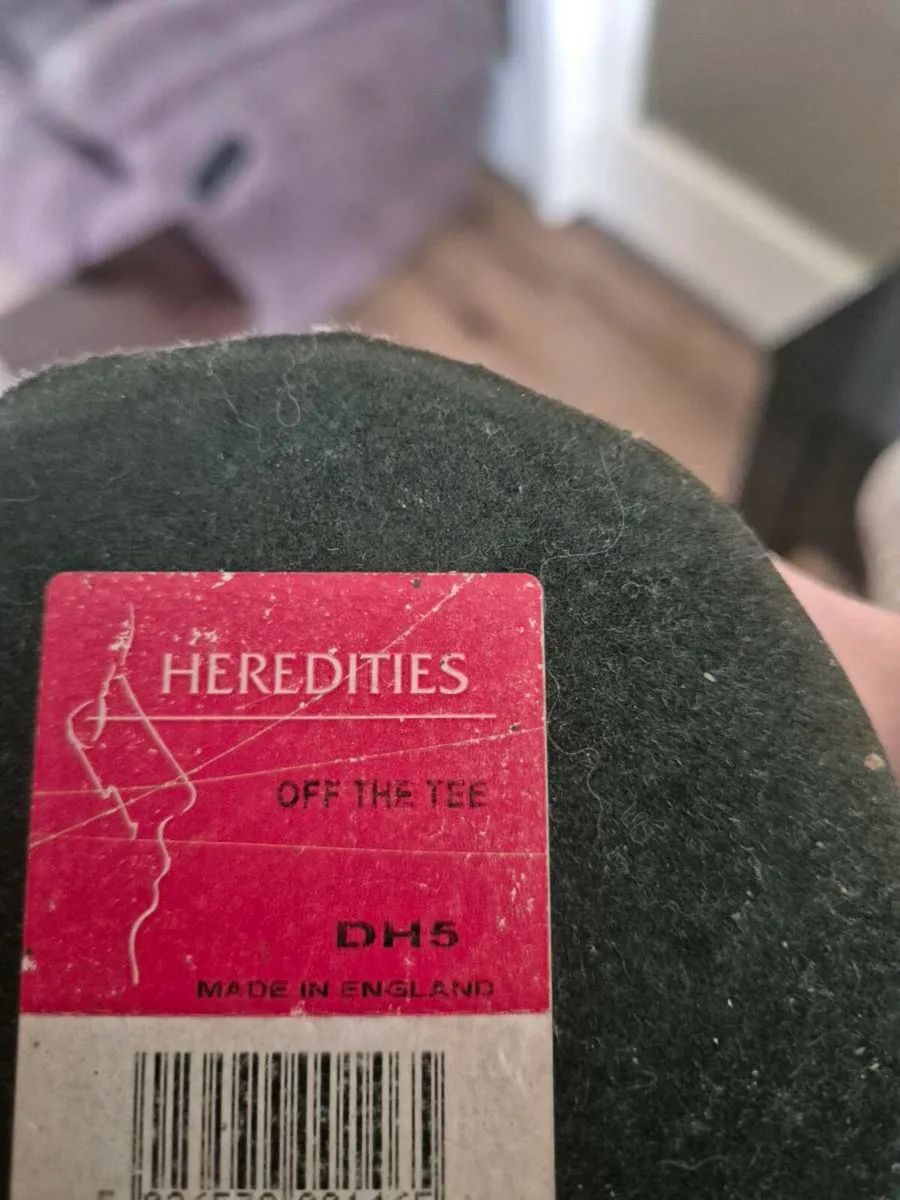 HEREDITIES
OFF THE TEE
DH5
MADE IN ENGLAND